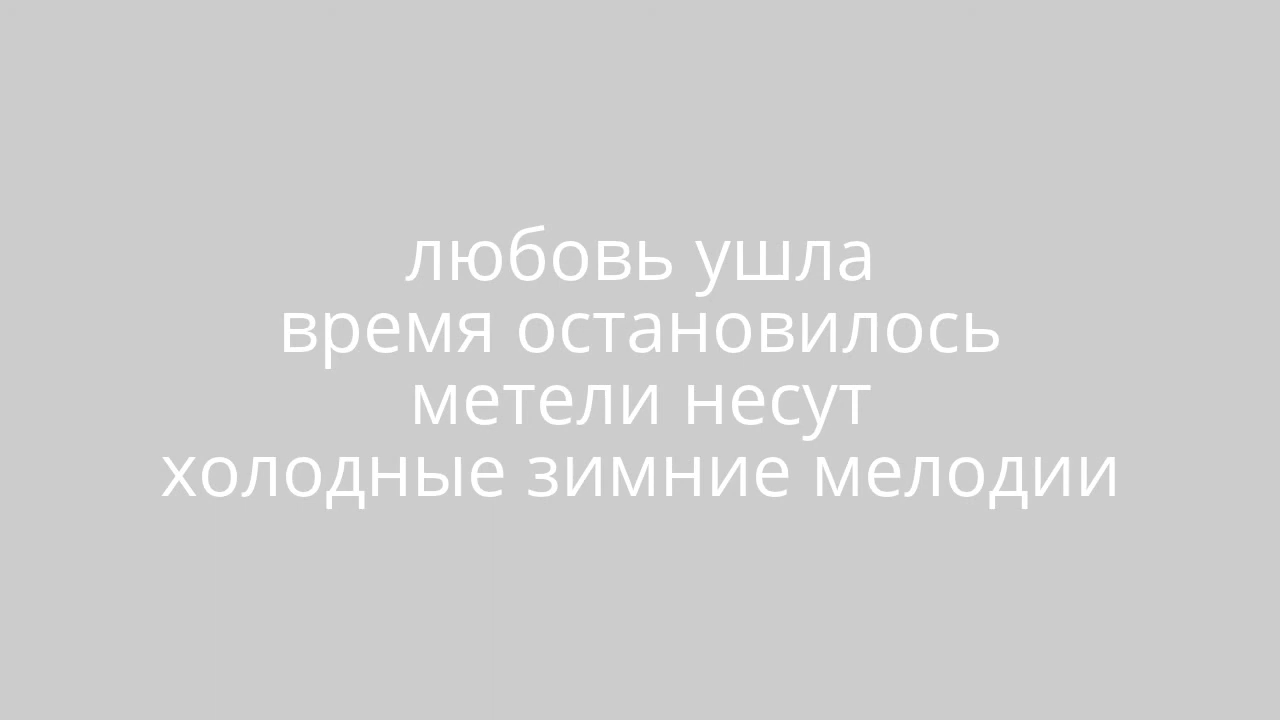 любовь ушла
время остановилось
метели несут
холодные зимние мелодии